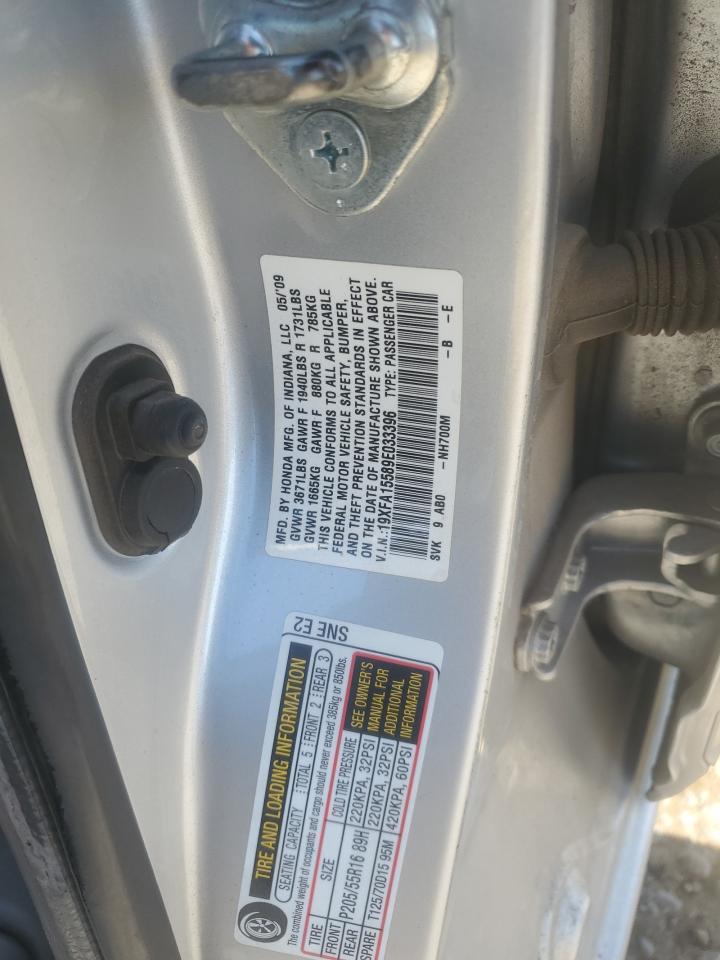 MFD. BY HONDA MFG. OF INDIANA, LLC 05/'09
GVWR 3671LBS GAWR F 1940LBS R 1731LBS
GVWR 1665KG GAWR F 880KG R 785KG
THIS VEHICLE CONFORMS TO ALL APPLICABLE
FEDERAL MOTOR VEHICLE SAFETY, BUMPER,
AND THEFT PREVENTION STANDARDS IN EFFECT
ON THE DATE OF MANUFACTURE SHOWN ABOVE.
V.I.N.:19XFA15589E033396 TYPE: PASSENGER CAR
SVK 9 AB0 -NH700M -B -E
SNE E2
TIRE AND LOADING INFORMATION
SEATING CAPACITY TOTAL 5 FRONT 2 REAR 3
The combined weight of occupants and cargo should never exceed 385kg or 850lbs.
TIRE SIZE COLD TIRE PRESSURE SEE OWNER'S MANUAL FOR ADDITIONAL INFORMATION
FRONT 220KPA, 32PSI
REAR P205/55R16 89H 220KPA, 32PSI
SPARE T125/70D15 95M 420KPA, 60PSI